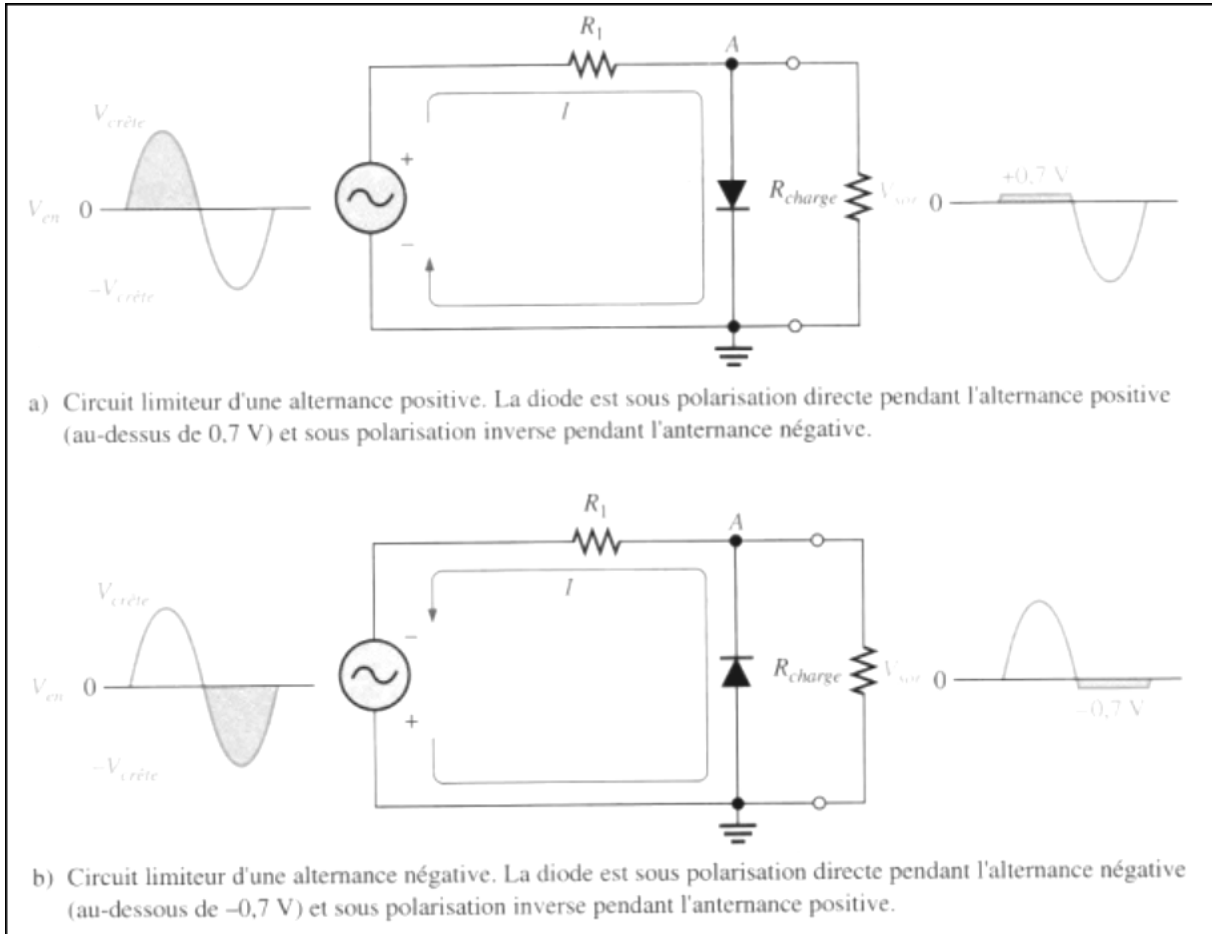 R1
A
I
Vcrête
Ven 0
–Vcrête
+
–
Rcharge
Vsor 0
+0,7 V
a) Circuit limiteur d'une alternance positive. La diode est sous polarisation directe pendant l'alternance positive
(au-dessus de 0,7 V) et sous polarisation inverse pendant l'anternance négative.
R1
A
I
Vcrête
Ven 0
–Vcrête
–
+
Rcharge
Vsor 0
–0,7 V
b) Circuit limiteur d'une alternance négative. La diode est sous polarisation directe pendant l'alternance négative
(au-dessous de –0,7 V) et sous polarisation inverse pendant l'anternance positive.